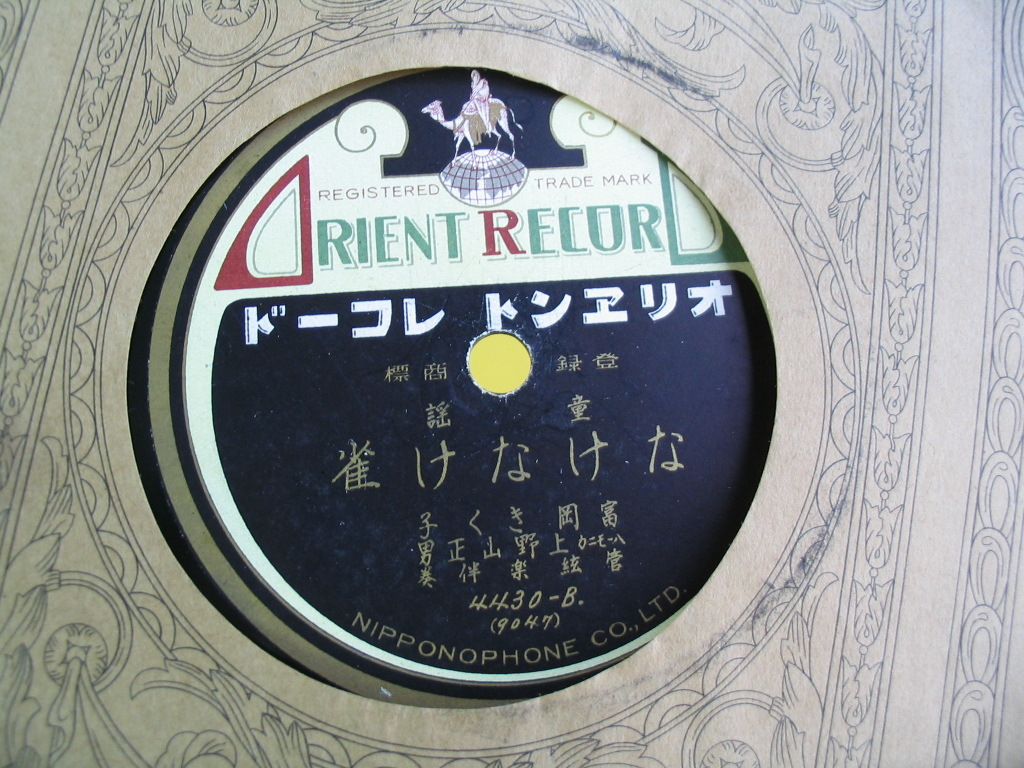 REGISTERED TRADE MARK
ORIENT RECORD
オリヱント レコード
登録商標
童謡
なけなけ雀
富岡きく子
ハーモニカ上野山正男
管絃楽伴奏
4430-B.
(9047)
NIPPONOPHONE CO., LTD.